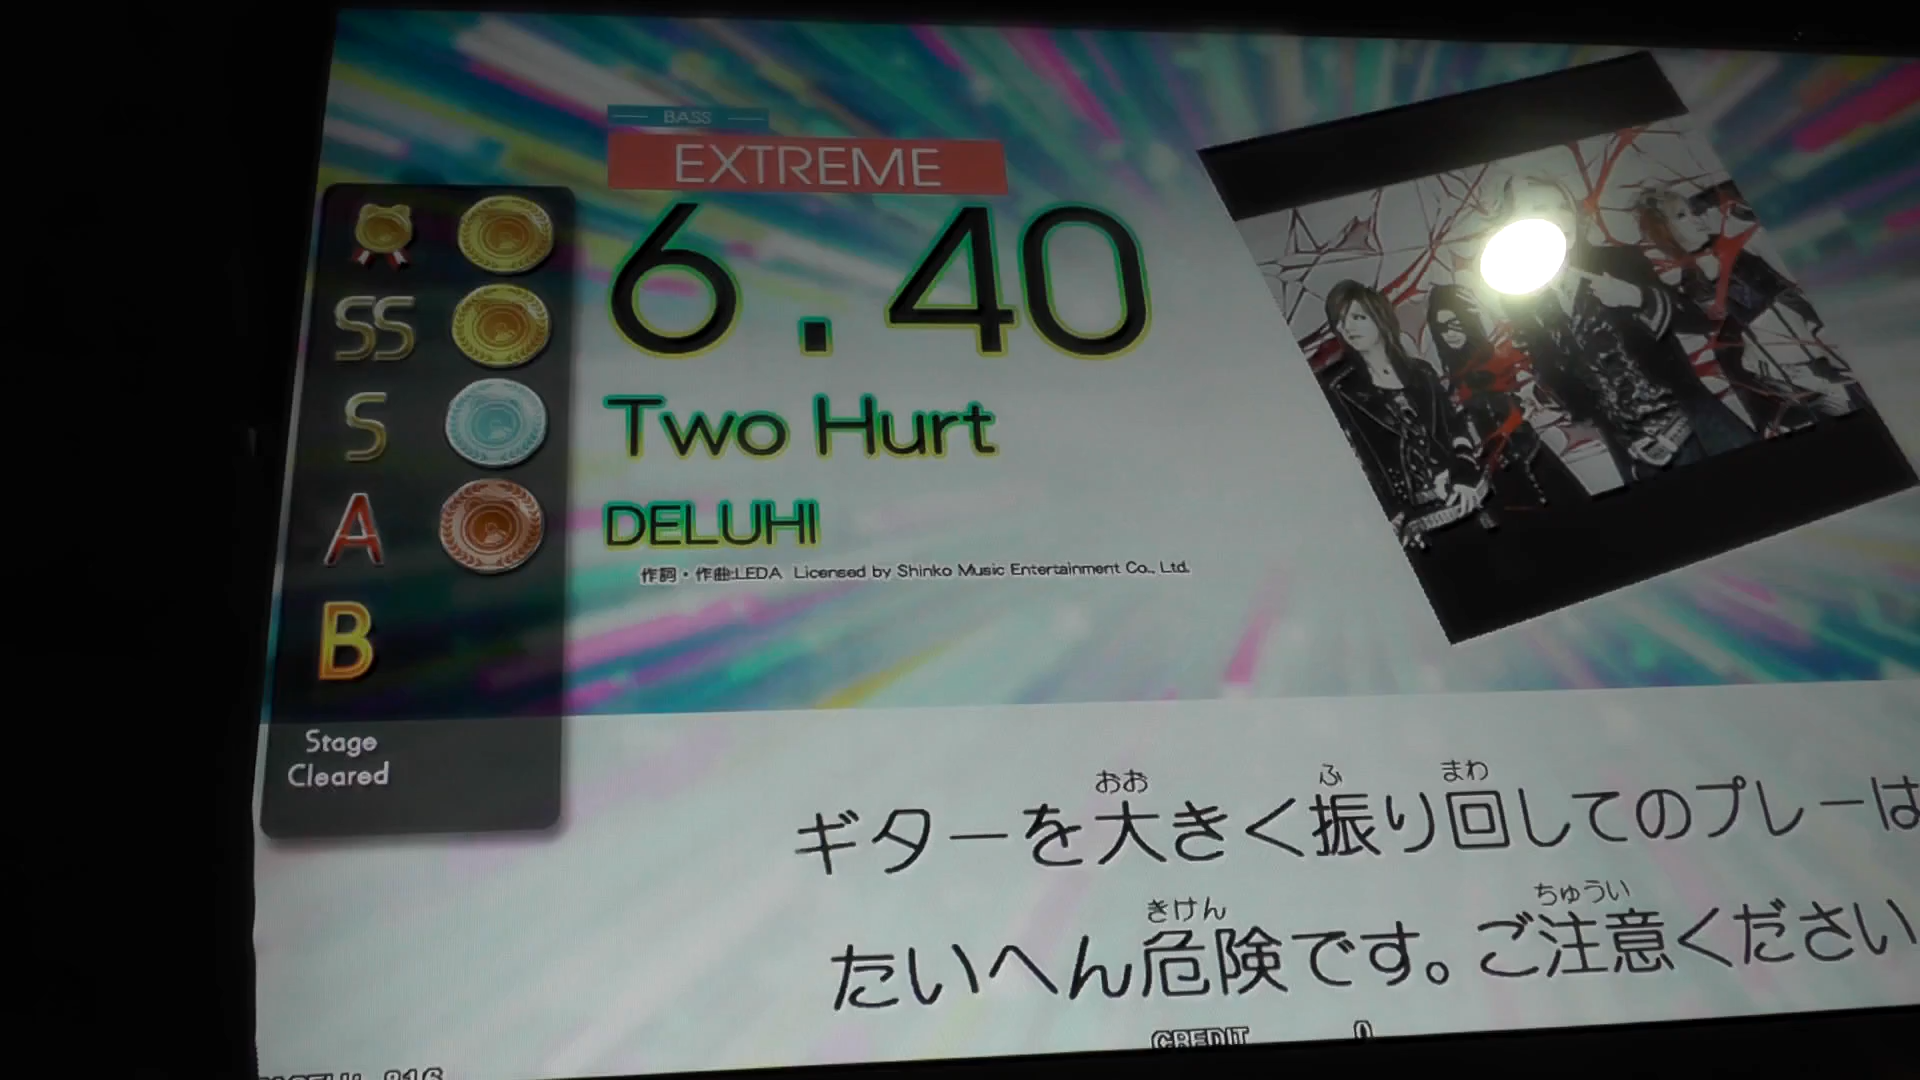 BASS
EXTREME
6.40
Two Hurt
DELUHI
作詞・作曲:LEDA Licensed by Shinko Music Entertainment Co., Ltd.
SS
S
A
B
Stage
Cleared
おお ふ まわ
ギターを大きく振り回してのプレーは
きけん ちゅうい
たいへん危険です。ご注意ください
CREDIT 0